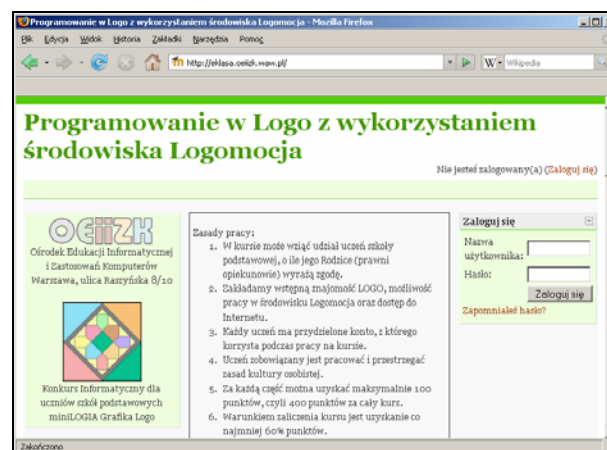 Programowanie w Logo z wykorzystaniem środowiska Logomocja - Mozilla Firefox
Plik Edycja Widok Historia Zakładki Narzędzia Pomoc
http://eklasa.oeiizk.waw.pl/
W Wikipedia
Programowanie w Logo z wykorzystaniem
środowiska Logomocja
Nie jesteś zalogowany(a) (Zaloguj się)
OEIiZK
Ośrodek Edukacji Informatycznej
i Zastosowań Komputerów
Warszawa, ulica Raszyńska 8/10
Konkurs Informatyczny dla
uczniów szkół podstawowych
miniLOGIA Grafika Logo
Zasady pracy:
1. W kursie może wziąć udział uczeń szkoły
podstawowej, o ile jego Rodzice (prawni
opiekunowie) wyrażą zgodę.
2. Zakładamy wstępną znajomość LOGO, możliwość
pracy w środowisku Logomocja oraz dostęp do
Internetu.
3. Każdy uczeń ma przydzielone konto, z którego
korzysta podczas pracy na kursie.
4. Uczeń zobowiązany jest pracować i przestrzegać
zasad kultury osobistej.
5. Za każdą część można uzyskać maksymalnie 100
punktów, czyli 400 punktów za cały kurs.
6. Warunkiem zaliczenia kursu jest uzyskanie co
najmniej 60% punktów.
Zaloguj się
Nazwa
użytkownika:
Hasło:
Zaloguj się
Zapomniałeś hasło?
Zakończono